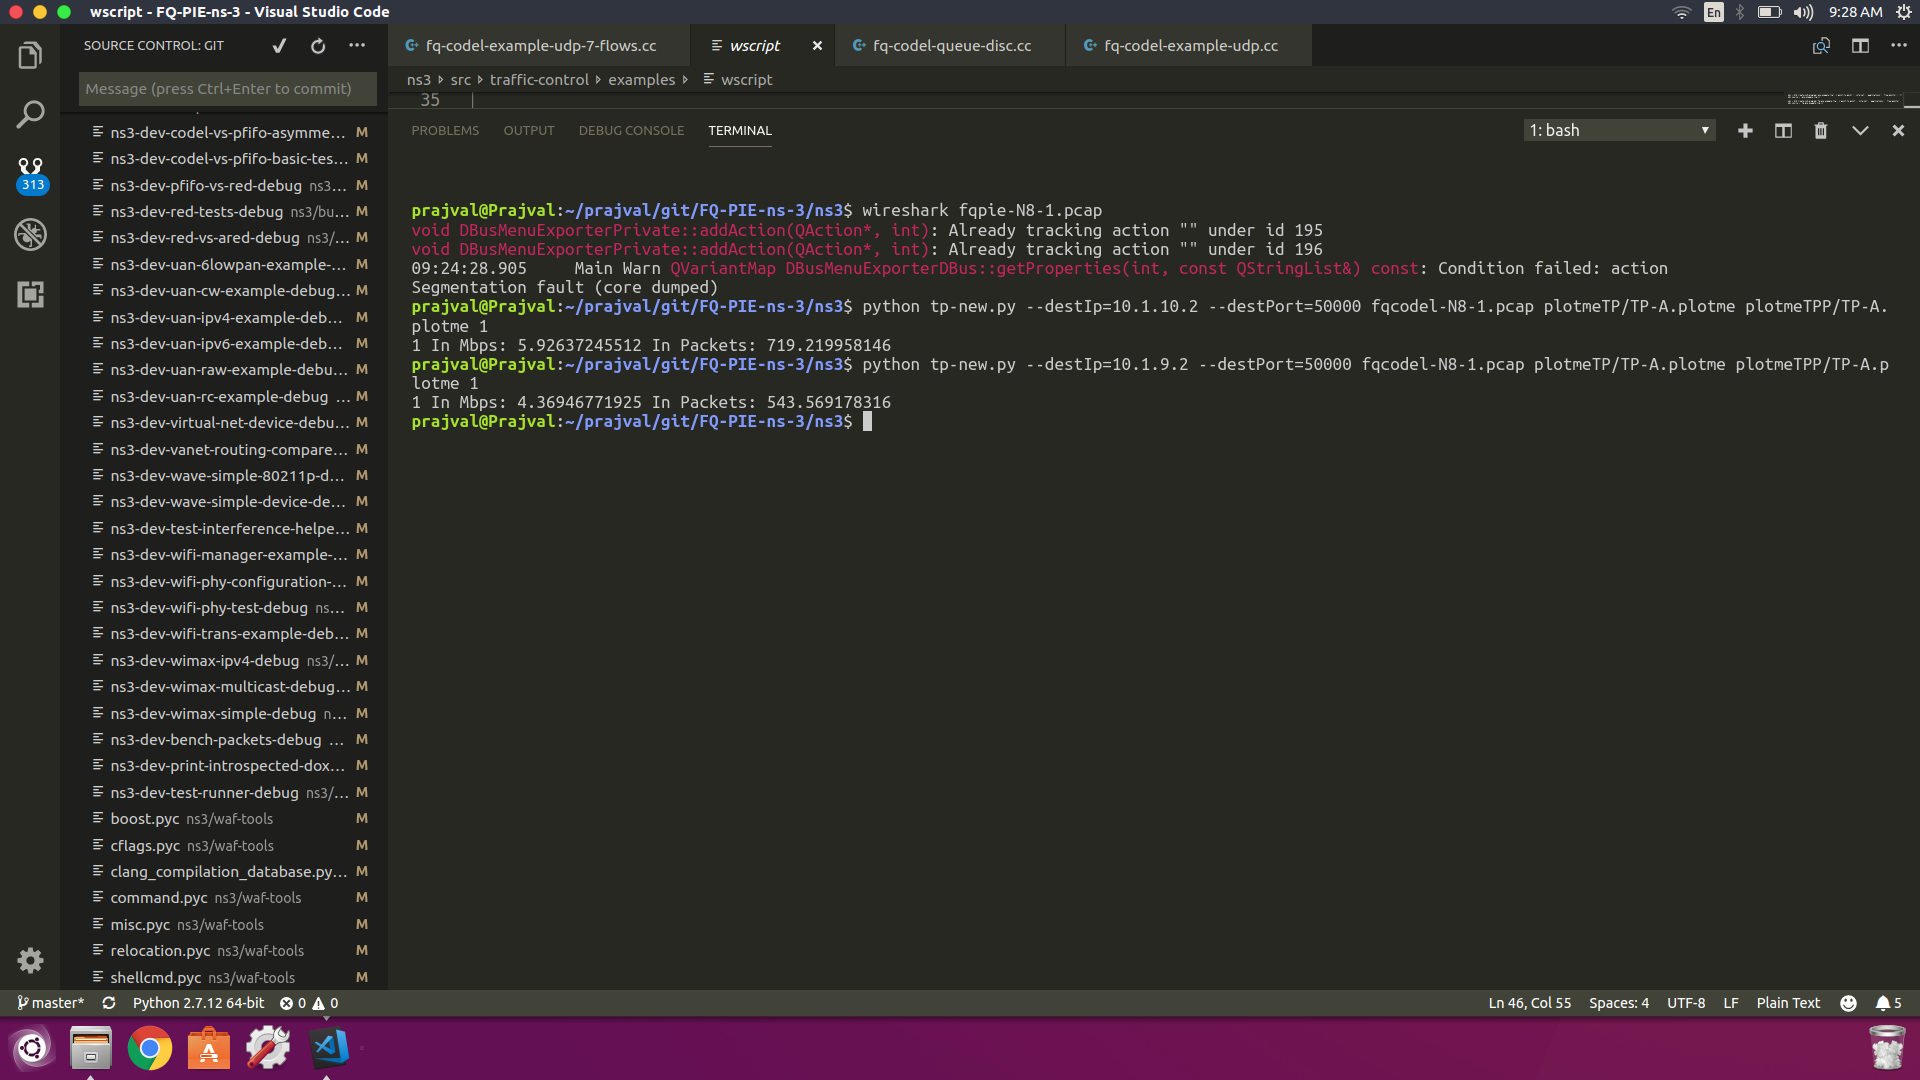 wscript - FQ-PIE-ns-3 - Visual Studio Code
En
9:28 AM
SOURCE CONTROL: GIT
fq-codel-example-udp-7-flows.cc
wscript
fq-codel-queue-disc.cc
fq-codel-example-udp.cc
Message (press Ctrl+Enter to commit)
ns3 src traffic-control examples wscript
35
PROBLEMS OUTPUT DEBUG CONSOLE TERMINAL
1: bash
313
ns3-dev-codel-vs-pfifo-asymme... M
ns3-dev-codel-vs-pfifo-basic-tes... M
ns3-dev-pfifo-vs-red-debug ns3... M
ns3-dev-red-tests-debug ns3/bu... M
ns3-dev-red-vs-ared-debug ns3/... M
ns3-dev-uan-6lowpan-example-... M
ns3-dev-uan-cw-example-debug... M
ns3-dev-uan-ipv4-example-deb... M
ns3-dev-uan-ipv6-example-deb... M
ns3-dev-uan-raw-example-debu... M
ns3-dev-uan-rc-example-debug ... M
ns3-dev-virtual-net-device-debu... M
ns3-dev-vanet-routing-compare... M
ns3-dev-wave-simple-80211p-d... M
ns3-dev-wave-simple-device-de... M
ns3-dev-test-interference-helpe... M
ns3-dev-wifi-manager-example-... M
ns3-dev-wifi-phy-configuration-... M
ns3-dev-wifi-phy-test-debug ns... M
ns3-dev-wifi-trans-example-deb... M
ns3-dev-wimax-ipv4-debug ns3/... M
ns3-dev-wimax-multicast-debug... M
ns3-dev-wimax-simple-debug n... M
ns3-dev-bench-packets-debug ... M
ns3-dev-print-introspected-dox... M
ns3-dev-test-runner-debug ns3/... M
boost.pyc ns3/waf-tools M
cflags.pyc ns3/waf-tools M
clang_compilation_database.py... M
command.pyc ns3/waf-tools M
misc.pyc ns3/waf-tools M
relocation.pyc ns3/waf-tools M
shellcmd.pyc ns3/waf-tools M
prajval@Prajval:~/prajval/git/FQ-PIE-ns-3/ns3$ wireshark fqpie-N8-1.pcap
void DBusMenuExporterPrivate::addAction(QAction*, int): Already tracking action "" under id 195
void DBusMenuExporterPrivate::addAction(QAction*, int): Already tracking action "" under id 196
09:24:28.905     Main Warn QVariantMap DBusMenuExporterDBus::getProperties(int, const QStringList&) const: Condition failed: action
Segmentation fault (core dumped)
prajval@Prajval:~/prajval/git/FQ-PIE-ns-3/ns3$ python tp-new.py --destIp=10.1.10.2 --destPort=50000 fqcodel-N8-1.pcap plotmeTP/TP-A.plotme plotmeTPP/TP-A.
plotme 1
1 In Mbps: 5.92637245512 In Packets: 719.219958146
prajval@Prajval:~/prajval/git/FQ-PIE-ns-3/ns3$ python tp-new.py --destIp=10.1.9.2 --destPort=50000 fqcodel-N8-1.pcap plotmeTP/TP-A.plotme plotmeTPP/TP-A.p
lotme 1
1 In Mbps: 4.36946771925 In Packets: 543.569178316
prajval@Prajval:~/prajval/git/FQ-PIE-ns-3/ns3$
master* Python 2.7.12 64-bit 0 0
Ln 46, Col 55 Spaces: 4 UTF-8 LF Plain Text 5